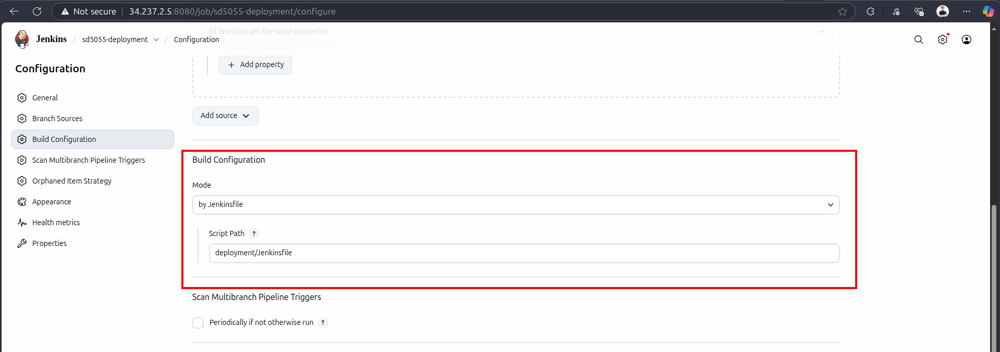 Not secure 34.237.2.5:8080/job/sd5055-deployment/configure
All branches get the same properties
Jenkins / sd5055-deployment / Configuration
+ Add property
Configuration
General
Branch Sources
Build Configuration
Scan Multibranch Pipeline Triggers
Orphaned Item Strategy
Appearance
Health metrics
Properties
Add source
Build Configuration
Mode
by Jenkinsfile
Script Path ?
deployment/Jenkinsfile
Scan Multibranch Pipeline Triggers
Periodically if not otherwise run ?